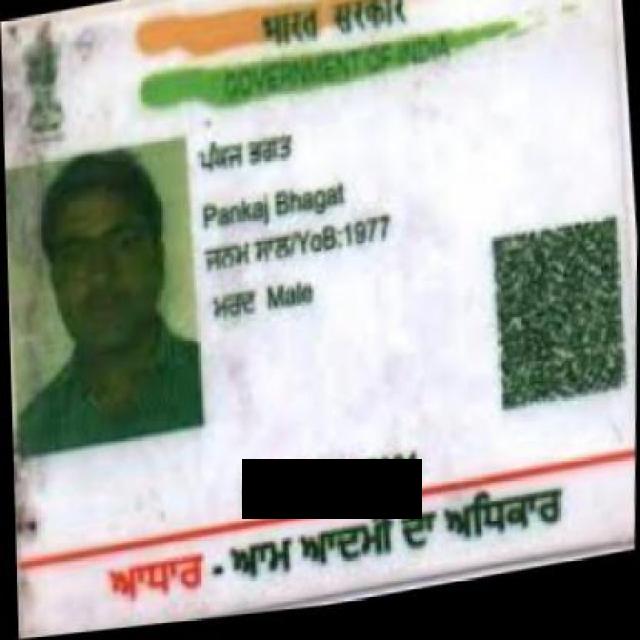 भारत सरकार
GOVERNMENT OF INDIA
ਪੰਕਜ ਭਗਤ
Pankaj Bhagat
ਜਨਮ ਸਾਲ/YoB:1977
ਮਰਦ Male
ਆਧਾਰ - ਆਮ ਆਦਮੀ ਦਾ ਅਧਿਕਾਰ